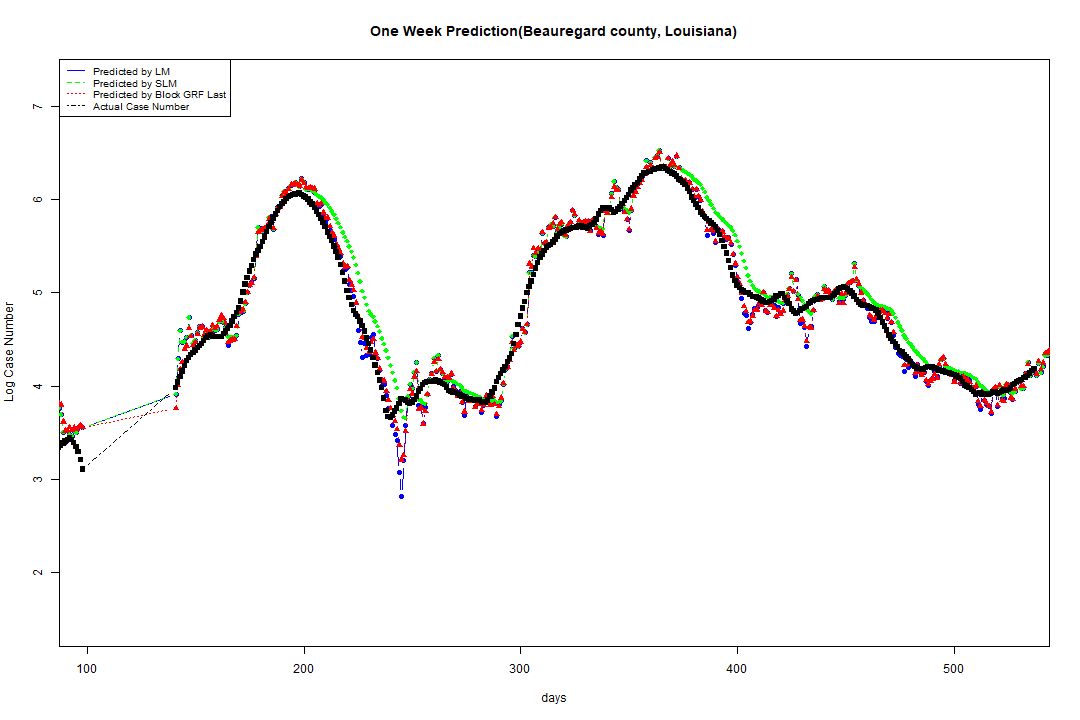 One Week Prediction(Beauregard county, Louisiana)
Predicted by LM
Predicted by SLM
Predicted by Block GRF Last
Actual Case Number
Log Case Number
7
6
5
4
3
2
100 200 300 400 500
days